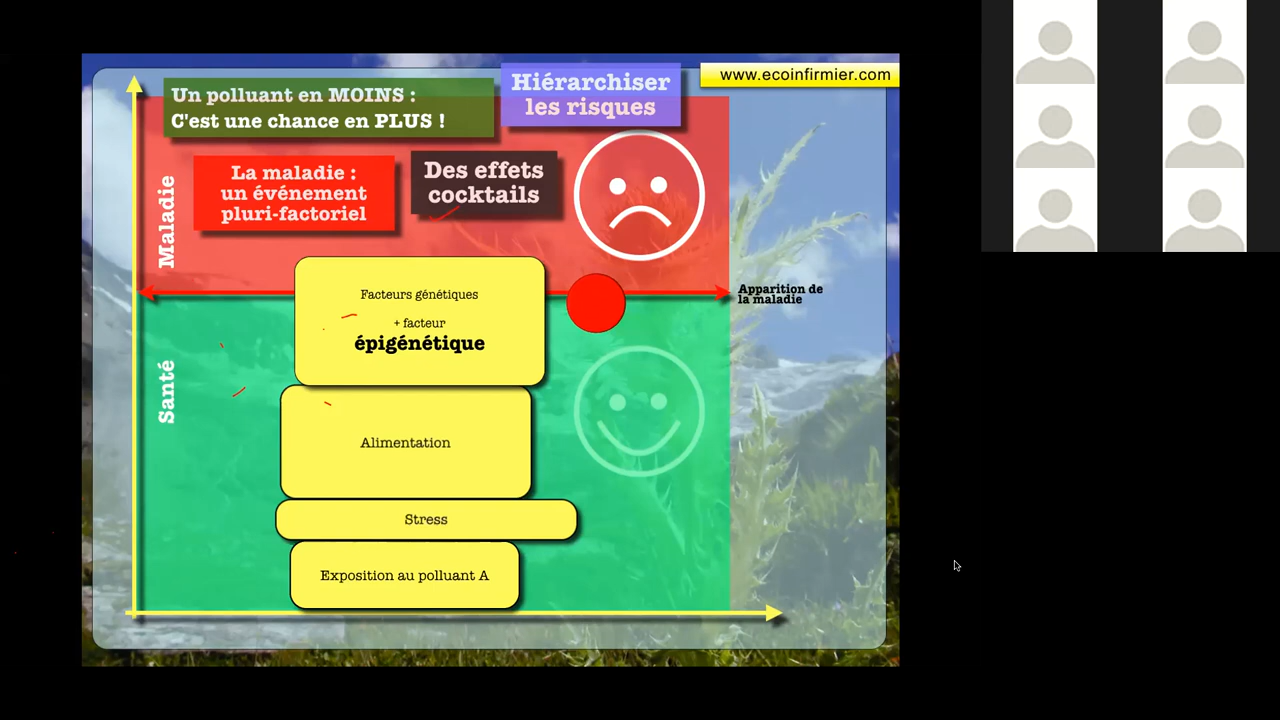 www.ecoinfirmier.com
Un polluant en MOINS :
C'est une chance en PLUS !
Hiérarchiser
les risques
La maladie :
un événement
pluri-factoriel
Des effets
cocktails
Maladie
Apparition de
la maladie
Santé
Facteurs génétiques
+ facteur
épigénétique
Alimentation
Stress
Exposition au polluant A